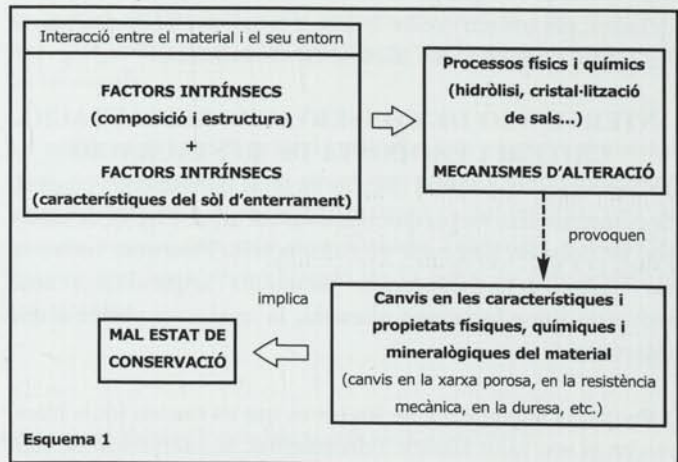 Interacció entre el material i el seu entorn
FACTORS INTRÍNSECS
(composició i estructura)
+
FACTORS INTRÍNSECS
(característiques del sòl d'enterrament)
Processos físics i químics
(hidròlisi, cristal·lització
de sals...)
MECANISMES D'ALTERACIÓ
provoquen
Canvis en les característiques i
propietats físiques, químiques i
mineralògiques del material
(canvis en la xarxa porosa, en la resistència
mecànica, en la duresa, etc.)
implica
MAL ESTAT DE
CONSERVACIÓ
Esquema 1